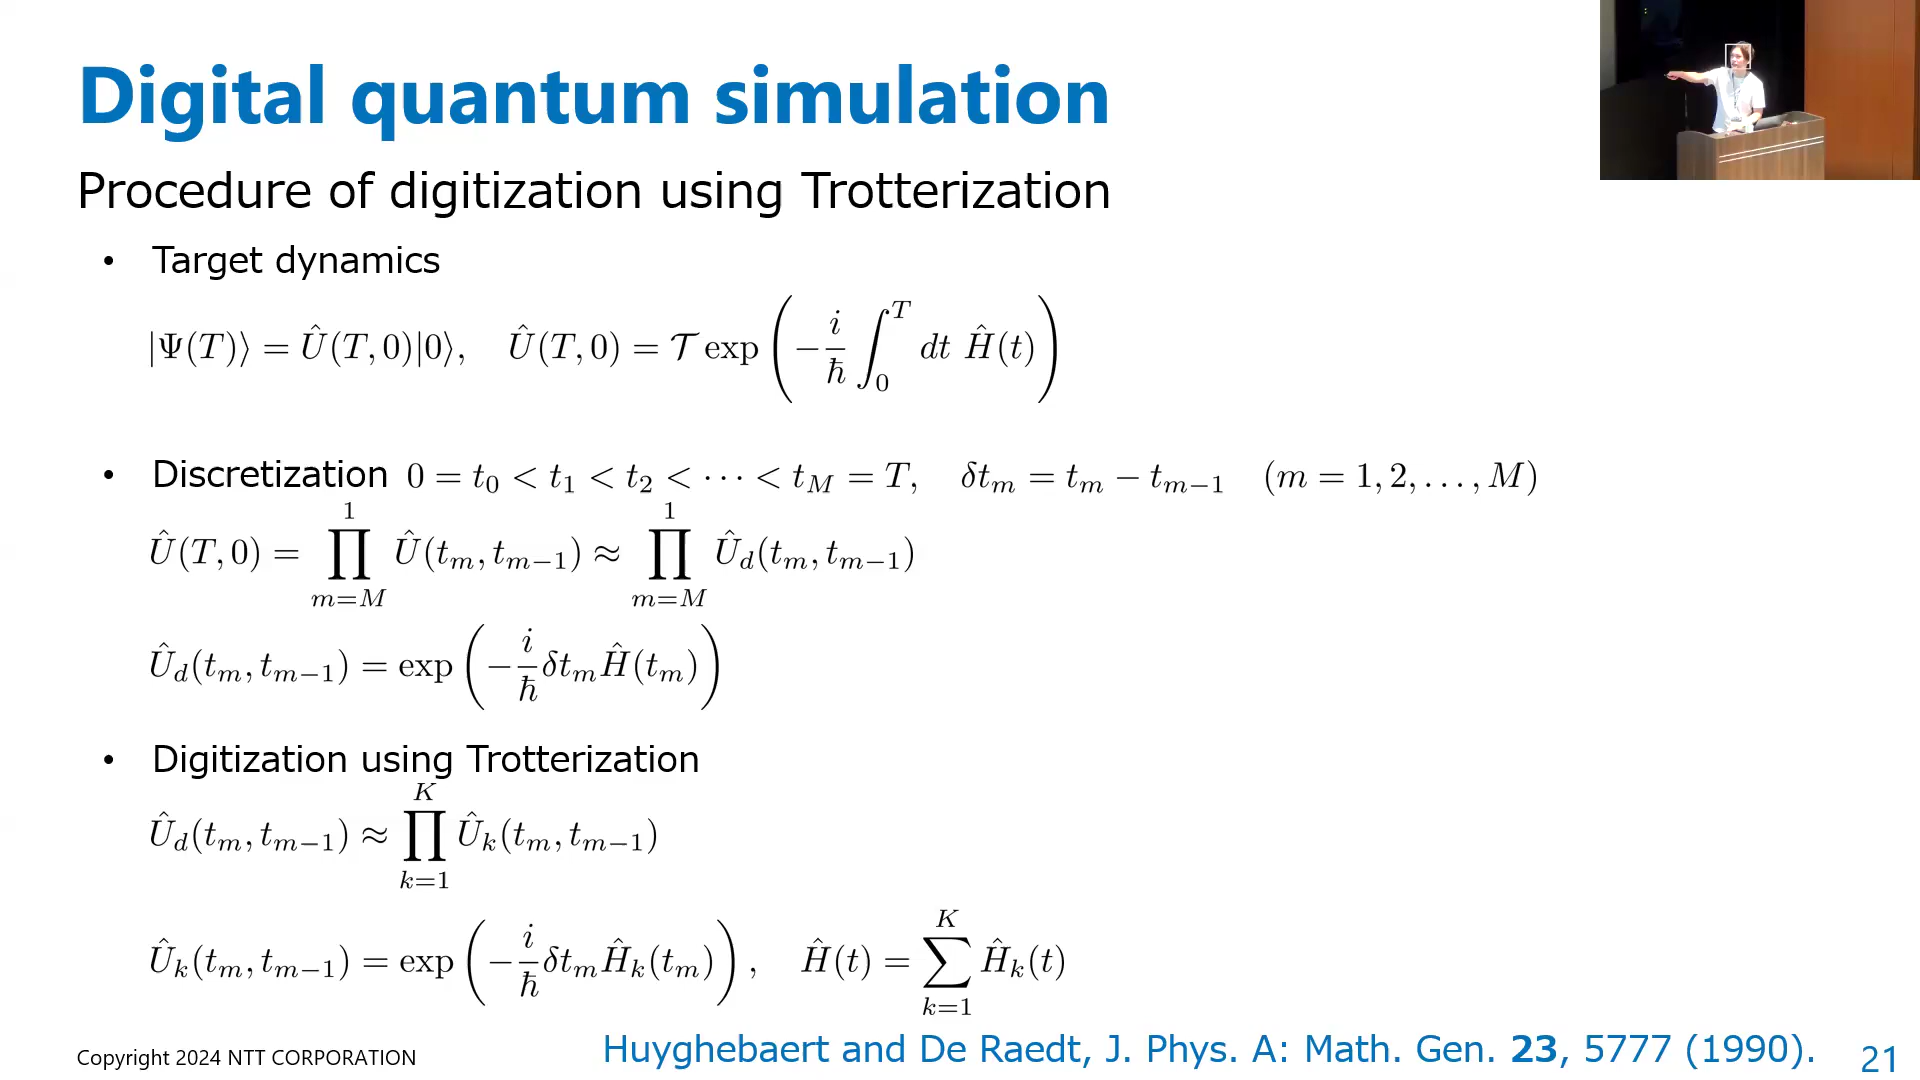 Digital quantum simulation
Procedure of digitization using Trotterization
• Target dynamics
|Ψ(T)⟩ = Û(T, 0)|0⟩, Û(T, 0) = 𝒯 exp(−i/ħ ∫₀ᵀ dt Ĥ(t))
• Discretization 0 = t₀ < t₁ < t₂ < ⋯ < t_M = T, δt_m = t_m − t_{m−1} (m = 1, 2, …, M)
Û(T, 0) = ∏_{m=M}^{1} Û(t_m, t_{m−1}) ≈ ∏_{m=M}^{1} Û_d(t_m, t_{m−1})
Û_d(t_m, t_{m−1}) = exp(−i/ħ δt_m Ĥ(t_m))
• Digitization using Trotterization
Û_d(t_m, t_{m−1}) ≈ ∏_{k=1}^{K} Û_k(t_m, t_{m−1})
Û_k(t_m, t_{m−1}) = exp(−i/ħ δt_m Ĥ_k(t_m)), Ĥ(t) = ∑_{k=1}^{K} Ĥ_k(t)
Huyghebaert and De Raedt, J. Phys. A: Math. Gen. 23, 5777 (1990).
Copyright 2024 NTT CORPORATION
21